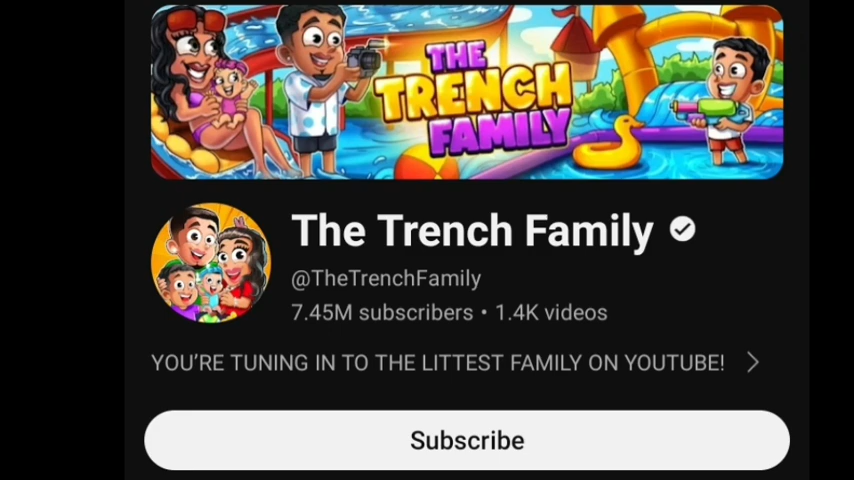 THE
TRENCH
FAMILY
The Trench Family
@TheTrenchFamily
7.45M subscribers • 1.4K videos
YOU'RE TUNING IN TO THE LITTEST FAMILY ON YOUTUBE!
Subscribe